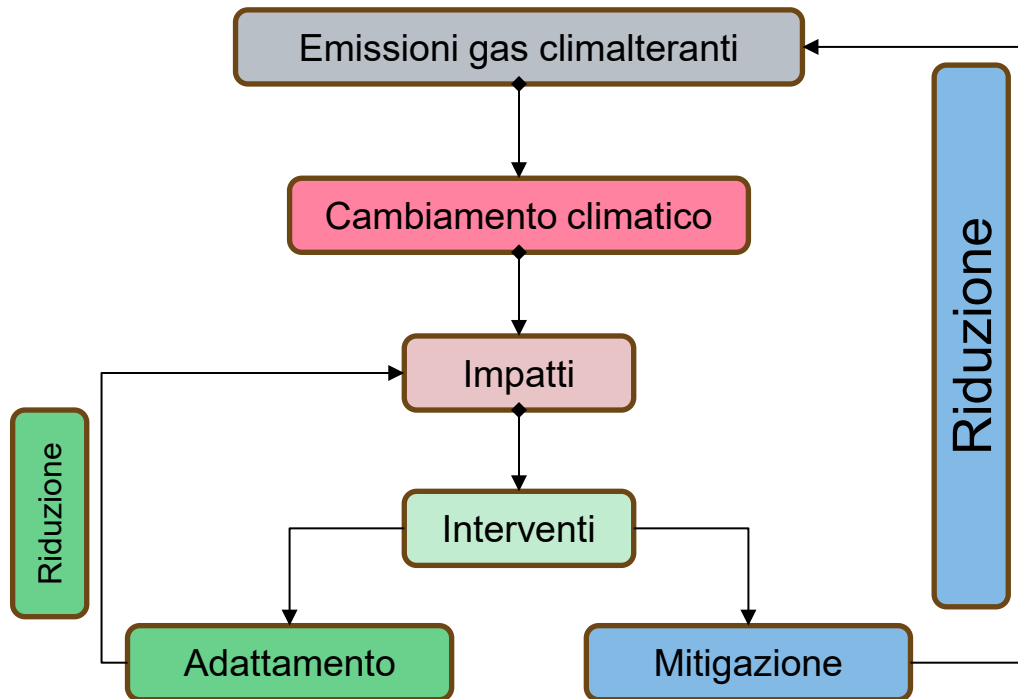 Emissioni gas climalteranti
Cambiamento climatico
Impatti
Riduzione
Riduzione
Interventi
Adattamento
Mitigazione